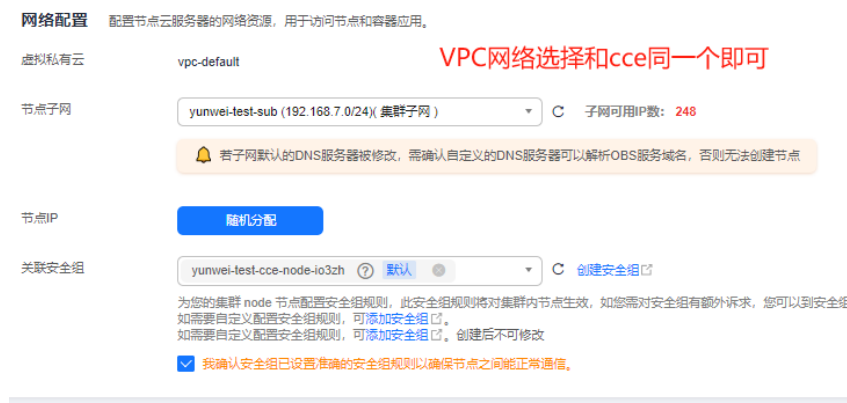 网络配置 配置节点云服务器的网络资源，用于访问节点和容器应用。
虚拟私有云 vpc-default VPC网络选择和cce同一个即可
节点子网 yunwei-test-sub (192.168.7.0/24)( 集群子网 ) 子网可用IP数： 248
若子网默认的DNS服务器被修改，需确认自定义的DNS服务器可以解析OBS服务域名，否则无法创建节点
节点IP 随机分配
关联安全组 yunwei-test-cce-node-io3zh ? 默认 创建安全组
为您的集群 node 节点配置安全组规则，此安全组规则将对集群内节点生效，如您需对安全组有额外诉求，您可以到安全组
如需要自定义配置安全组规则，可添加安全组。
如需要自定义配置安全组规则，可添加安全组。创建后不可修改
我确认安全组已设置准确的安全组规则以确保节点之间能正常通信。